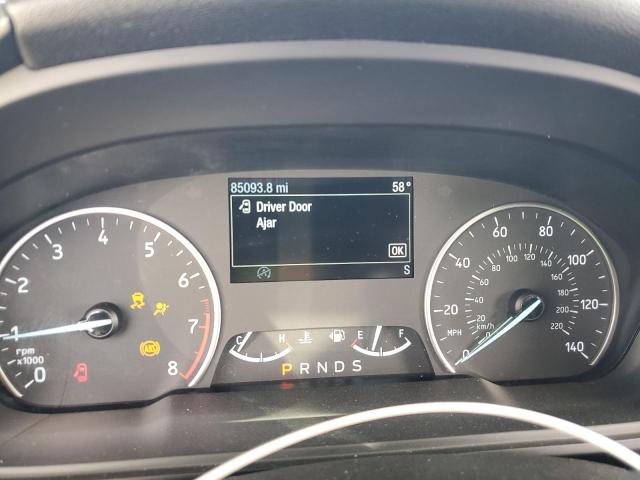 85093.8 mi 58°
Driver Door
Ajar
OK
S
0 1 2 3 4 5 6 7 8
rpm
x1000
ABS
C H E F
P R N D S
0 20 40 60 80 100 120 140
MPH
0 20 40 60 80 100 120 140 160 180 200 220
km/h